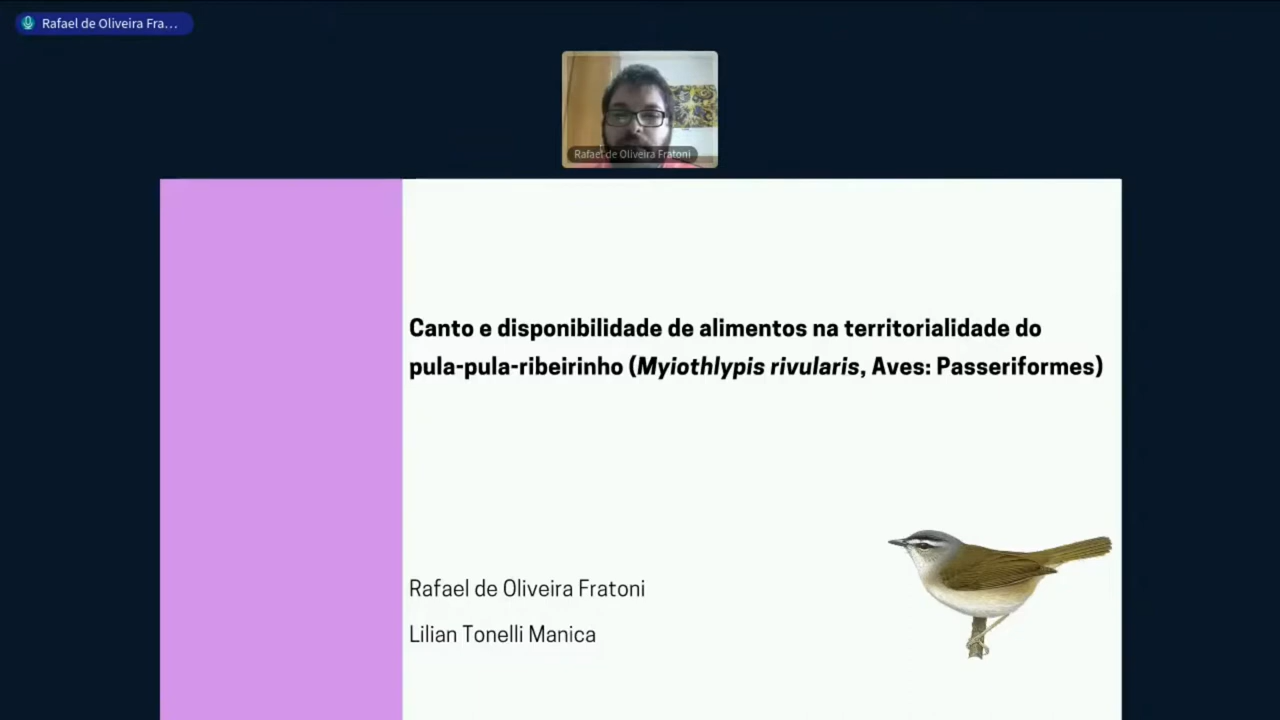 Rafael de Oliveira Fra...
Rafael de Oliveira Fratoni
Canto e disponibilidade de alimentos na territorialidade do
pula-pula-ribeirinho (Myiothlypis rivularis, Aves: Passeriformes)
Rafael de Oliveira Fratoni
Lilian Tonelli Manica